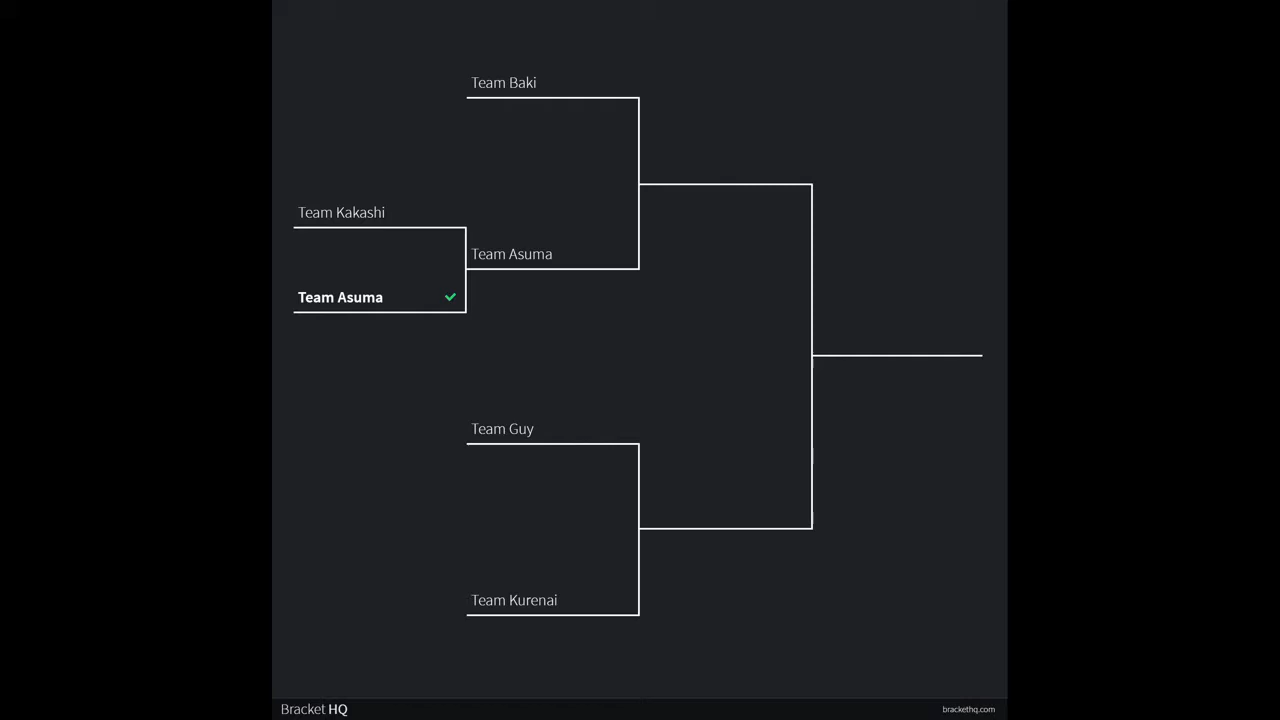 Team Baki
Team Kakashi
Team Asuma
Team Asuma
Team Guy
Team Kurenai
Bracket HQ
brackethq.com